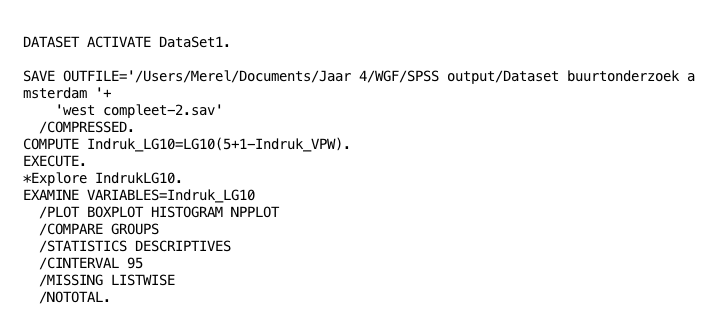 DATASET ACTIVATE DataSet1.
SAVE OUTFILE='/Users/Merel/Documents/Jaar 4/WGF/SPSS output/Dataset buurtonderzoek a
msterdam '+
    'west compleet-2.sav'
  /COMPRESSED.
COMPUTE Indruk_LG10=LG10(5+1-Indruk_VPW).
EXECUTE.
*Explore IndrukLG10.
EXAMINE VARIABLES=Indruk_LG10
  /PLOT BOXPLOT HISTOGRAM NPPLOT
  /COMPARE GROUPS
  /STATISTICS DESCRIPTIVES
  /CINTERVAL 95
  /MISSING LISTWISE
  /NOTOTAL.